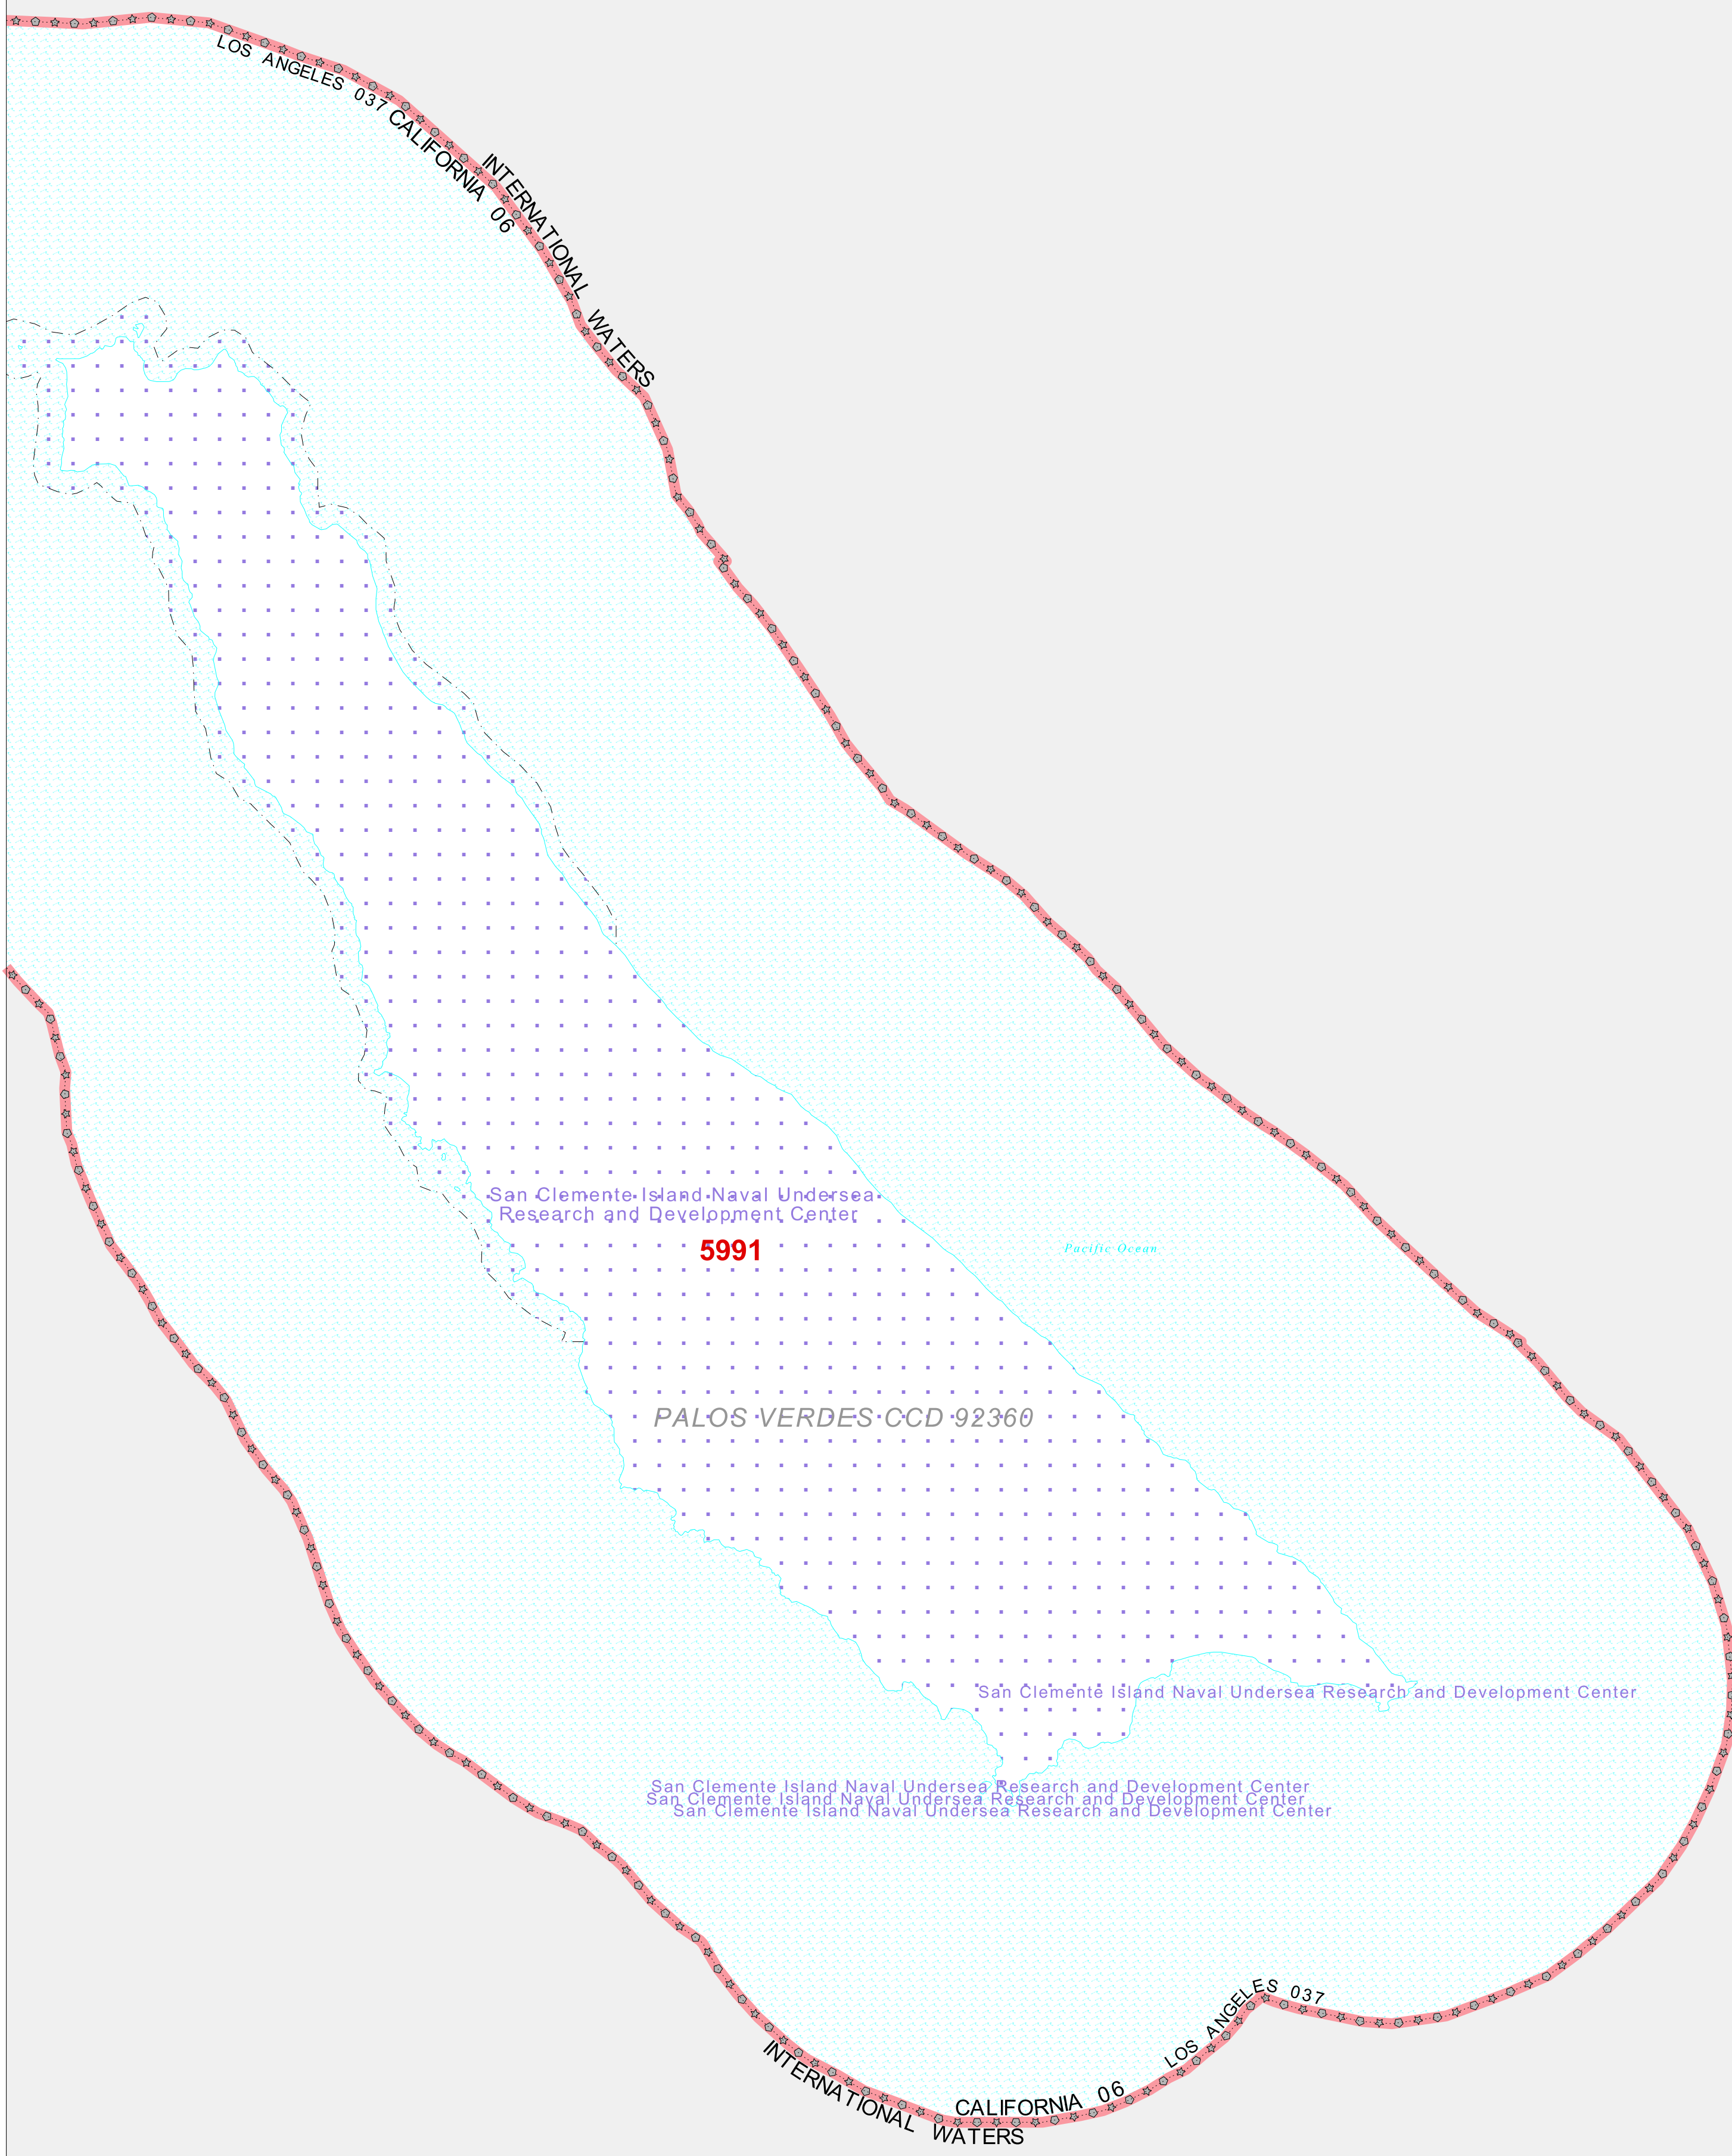 LOS ANGELES 037
CALIFORNIA 06
INTERNATIONAL WATERS
San Clemente Island Naval Undersea
Research and Development Center
5991
Pacific Ocean
PALOS VERDES CCD 92360
San Clemente Island Naval Undersea Research and Development Center
San Clemente Island Naval Undersea Research and Development Center
San Clemente Island Naval Undersea Research and Development Center
San Clemente Island Naval Undersea Research and Development Center
LOS ANGELES 037
CALIFORNIA 06
INTERNATIONAL WATERS